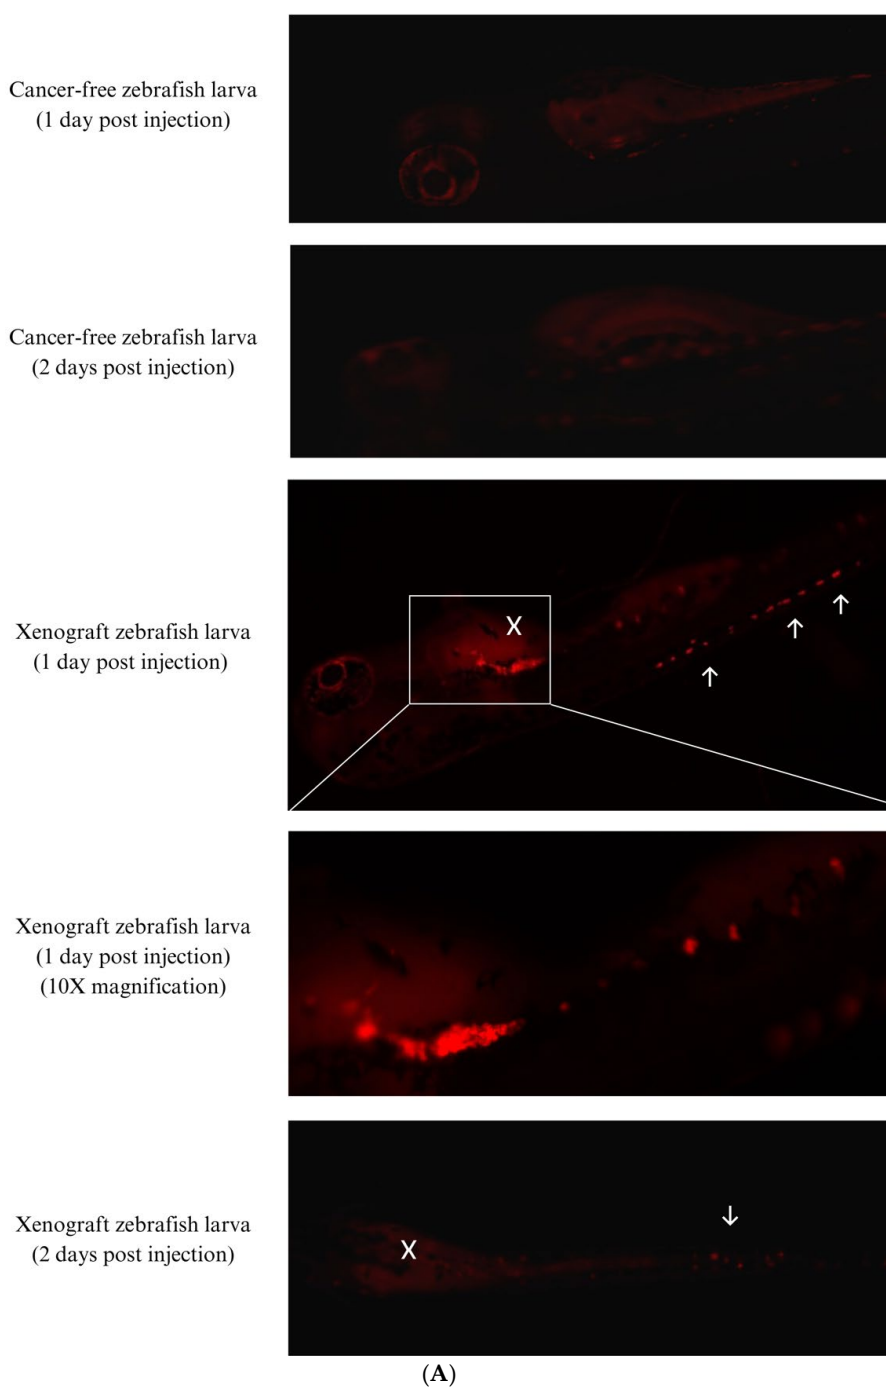 Cancer-free zebrafish larva
(1 day post injection)
Cancer-free zebrafish larva
(2 days post injection)
Xenograft zebrafish larva
(1 day post injection)
X
Xenograft zebrafish larva
(1 day post injection)
(10X magnification)
Xenograft zebrafish larva
(2 days post injection)
X
(A)